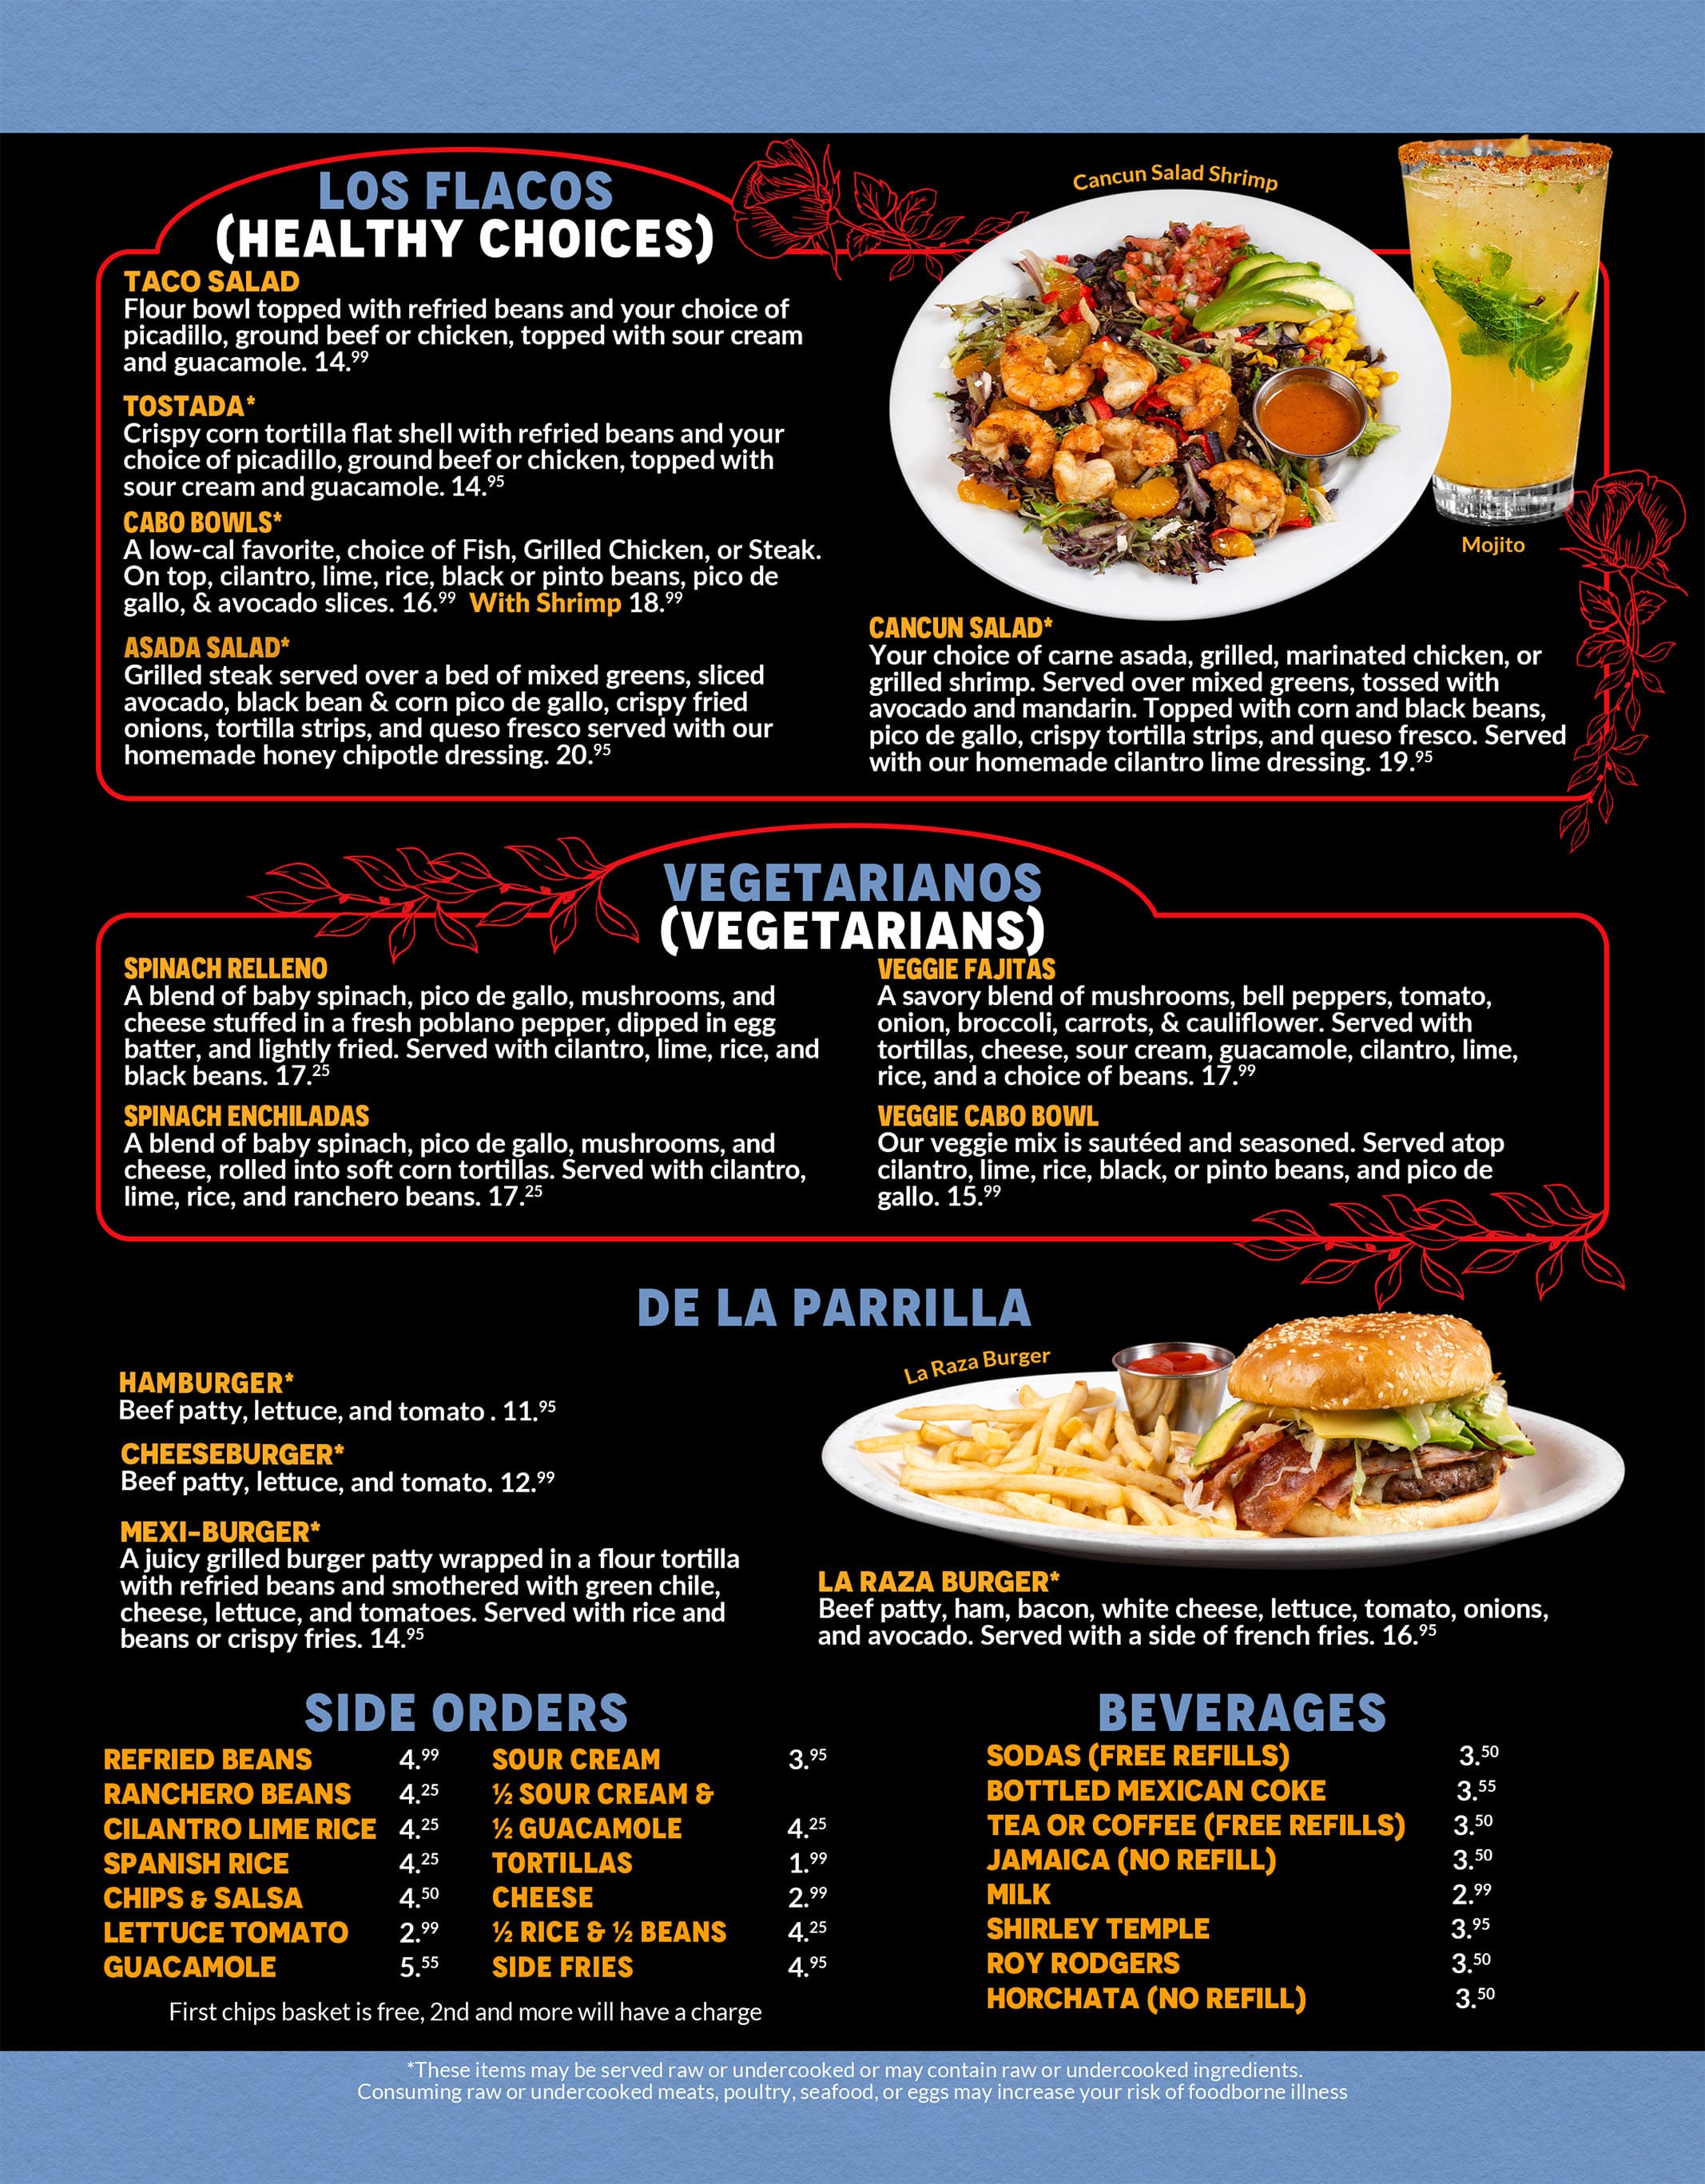 LOS FLACOS
(HEALTHY CHOICES)
TACO SALAD
Flour bowl topped with refried beans and your choice of
picadillo, ground beef or chicken, topped with sour cream
and guacamole. 14.99
TOSTADA*
Crispy corn tortilla flat shell with refried beans and your
choice of picadillo, ground beef or chicken, topped with
sour cream and guacamole. 14.95
CABO BOWLS*
A low-cal favorite, choice of Fish, Grilled Chicken, or Steak.
On top, cilantro, lime, rice, black or pinto beans, pico de
gallo, & avocado slices. 16.99 With Shrimp 18.99
ASADA SALAD*
Grilled steak served over a bed of mixed greens, sliced
avocado, black bean & corn pico de gallo, crispy fried
onions, tortilla strips, and queso fresco served with our
homemade honey chipotle dressing. 20.95
Cancun Salad Shrimp
Mojito
CANCUN SALAD*
Your choice of carne asada, grilled, marinated chicken, or
grilled shrimp. Served over mixed greens, tossed with
avocado and mandarin. Topped with corn and black beans,
pico de gallo, crispy tortilla strips, and queso fresco. Served
with our homemade cilantro lime dressing. 19.95
VEGETARIANOS
(VEGETARIANS)
SPINACH RELLENO
A blend of baby spinach, pico de gallo, mushrooms, and
cheese stuffed in a fresh poblano pepper, dipped in egg
batter, and lightly fried. Served with cilantro, lime, rice, and
black beans. 17.25
SPINACH ENCHILADAS
A blend of baby spinach, pico de gallo, mushrooms, and
cheese, rolled into soft corn tortillas. Served with cilantro,
lime, rice, and ranchero beans. 17.25
VEGGIE FAJITAS
A savory blend of mushrooms, bell peppers, tomato,
onion, broccoli, carrots, & cauliflower. Served with
tortillas, cheese, sour cream, guacamole, cilantro, lime,
rice, and a choice of beans. 17.99
VEGGIE CABO BOWL
Our veggie mix is sautéed and seasoned. Served atop
cilantro, lime, rice, black, or pinto beans, and pico de
gallo. 15.99
DE LA PARRILLA
HAMBURGER*
Beef patty, lettuce, and tomato . 11.95
CHEESEBURGER*
Beef patty, lettuce, and tomato. 12.99
MEXI-BURGER*
A juicy grilled burger patty wrapped in a flour tortilla
with refried beans and smothered with green chile,
cheese, lettuce, and tomatoes. Served with rice and
beans or crispy fries. 14.95
La Raza Burger
LA RAZA BURGER*
Beef patty, ham, bacon, white cheese, lettuce, tomato, onions,
and avocado. Served with a side of french fries. 16.95
SIDE ORDERS
REFRIED BEANS 4.99
RANCHERO BEANS 4.25
CILANTRO LIME RICE 4.25
SPANISH RICE 4.25
CHIPS & SALSA 4.50
LETTUCE TOMATO 2.99
GUACAMOLE 5.55
SOUR CREAM 3.95
½ SOUR CREAM &
½ GUACAMOLE 4.25
TORTILLAS 1.99
CHEESE 2.99
½ RICE & ½ BEANS 4.25
SIDE FRIES 4.95
First chips basket is free, 2nd and more will have a charge
BEVERAGES
SODAS (FREE REFILLS) 3.50
BOTTLED MEXICAN COKE 3.55
TEA OR COFFEE (FREE REFILLS) 3.50
JAMAICA (NO REFILL) 3.50
MILK 2.99
SHIRLEY TEMPLE 3.95
ROY RODGERS 3.50
HORCHATA (NO REFILL) 3.50
*These items may be served raw or undercooked or may contain raw or undercooked ingredients.
Consuming raw or undercooked meats, poultry, seafood, or eggs may increase your risk of foodborne illness